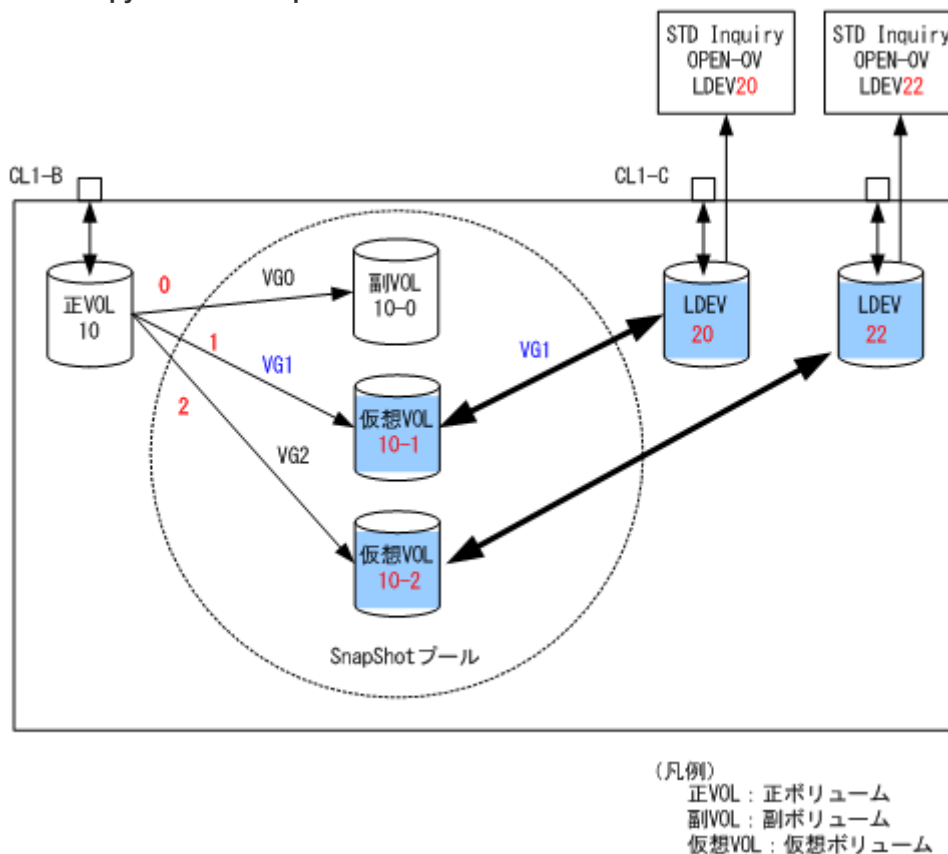 STD Inquiry
OPEN-OV
LDEV20
STD Inquiry
OPEN-OV
LDEV22
CL1-B
CL1-C
正VOL
10
0
VG0
副VOL
10-0
1
VG1
仮想VOL
10-1
2
VG2
仮想VOL
10-2
VG1
LDEV
20
LDEV
22
SnapShotプール
(凡例)
正VOL：正ボリューム
副VOL：副ボリューム
仮想VOL：仮想ボリューム